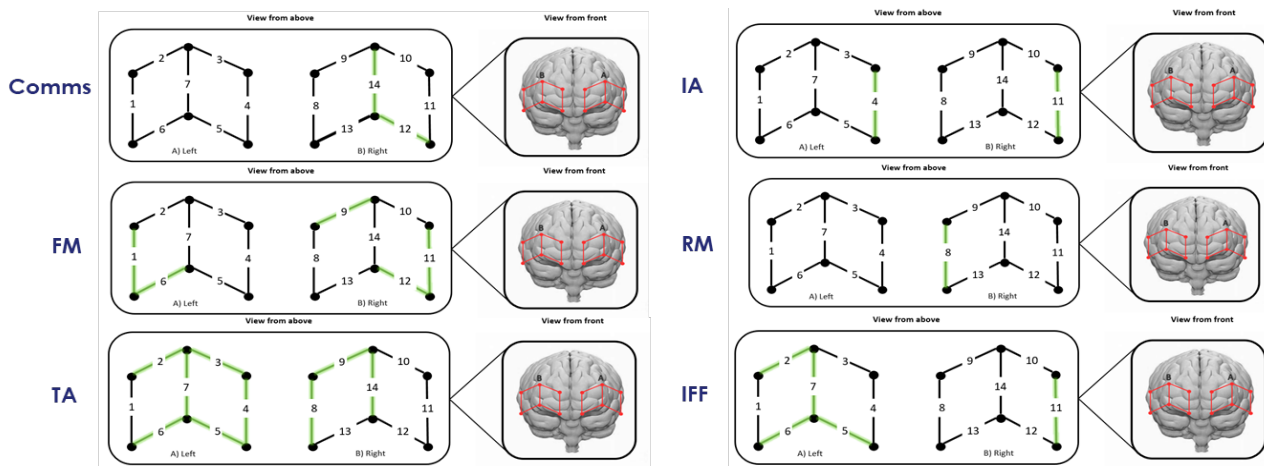 View from above
View from front
Comms
2 3 1 7 4 6 5
A) Left
9 10 8 14 11 13 12
B) Right
B A
View from above
View from front
FM
2 3 1 7 4 6 5
A) Left
9 10 8 14 11 13 12
B) Right
B A
View from above
View from front
TA
2 3 1 7 4 6 5
A) Left
9 10 8 14 11 13 12
B) Right
B A
View from above
View from front
IA
2 3 1 7 4 6 5
A) Left
9 10 8 14 11 13 12
B) Right
B A
View from above
View from front
RM
2 3 1 7 4 6 5
A) Left
9 10 8 14 11 13 12
B) Right
B A
View from above
View from front
IFF
2 3 1 7 4 6 5
A) Left
9 10 8 14 11 13 12
B) Right
B A